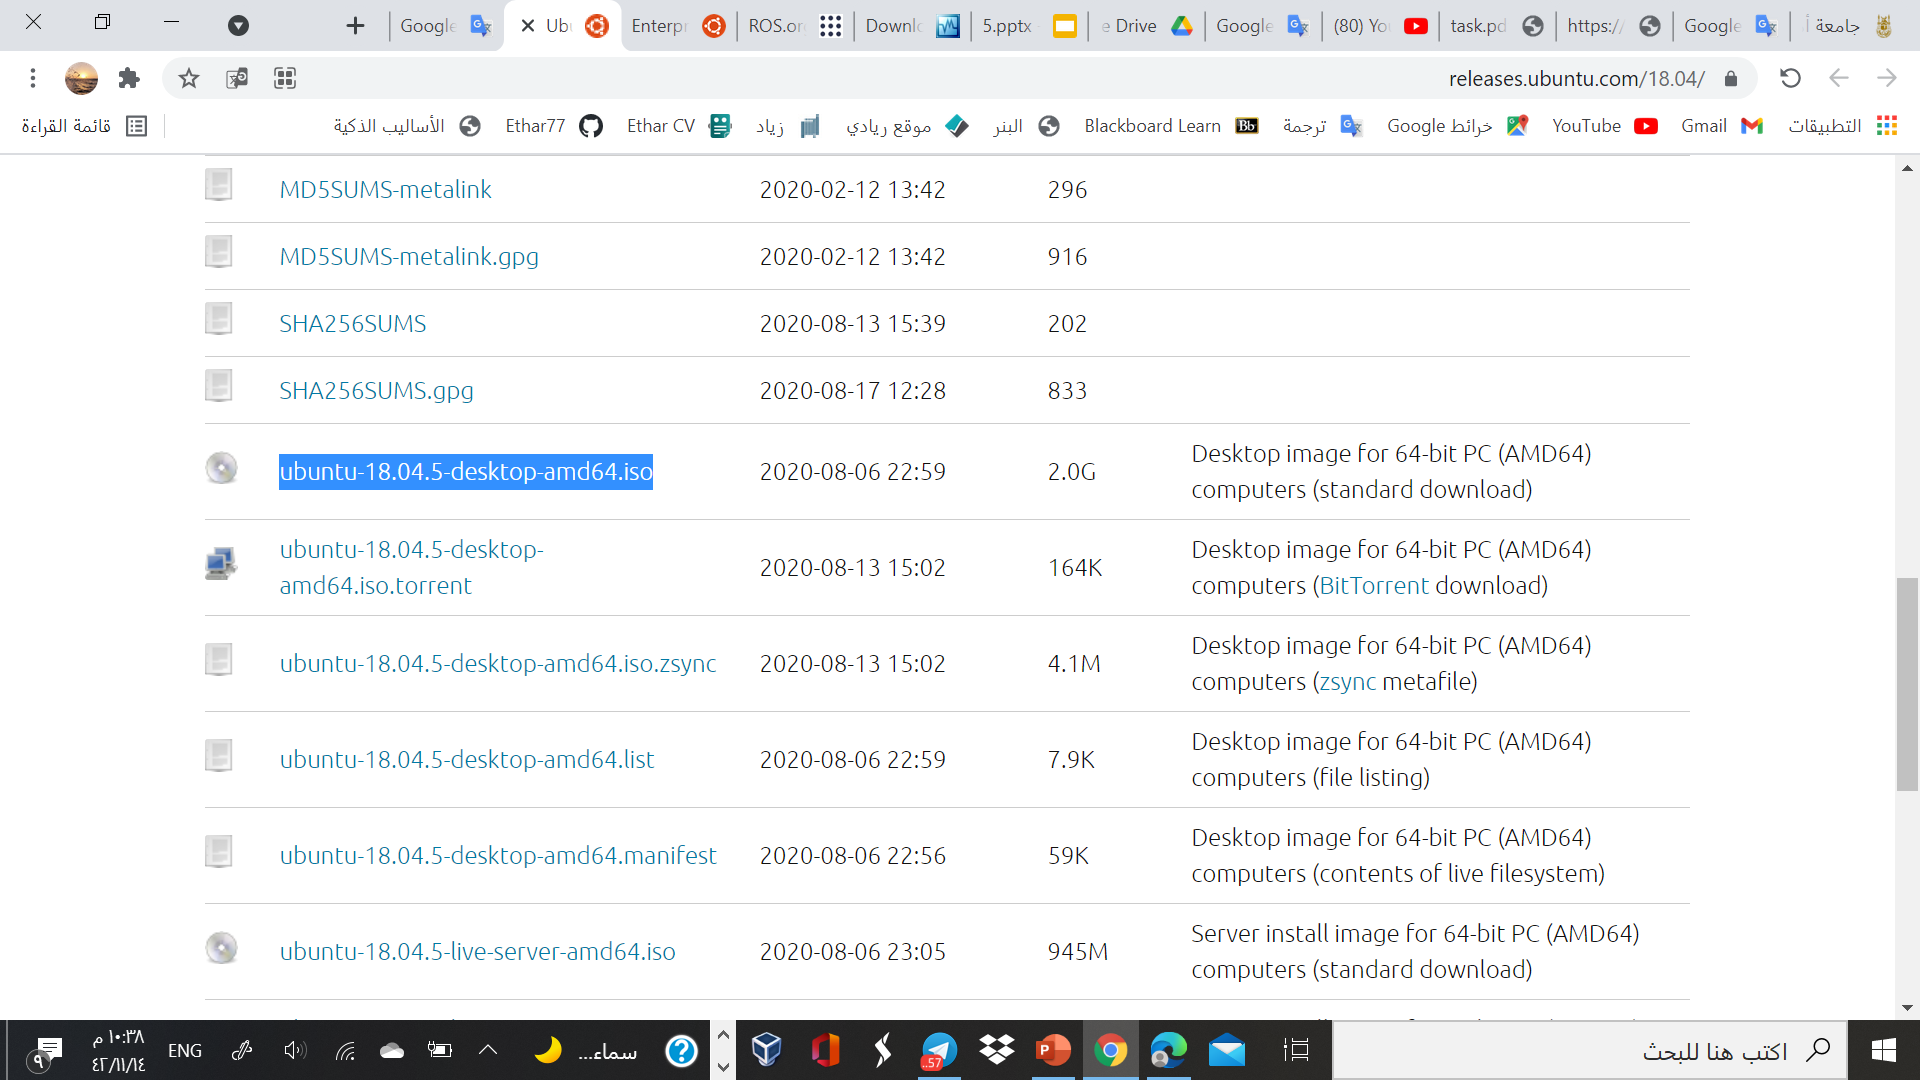 Google
Ubu
Enterpr
ROS.or
Downlo
5.pptx
e Drive
Google
(80) Yo
task.pd
https://
Google
جامعة أ
releases.ubuntu.com/18.04/
التطبيقات
Gmail
YouTube
خرائط Google
ترجمة
Blackboard Learn
البنر
موقع ريادي
زياد
Ethar CV
Ethar77
الأساليب الذكية
قائمة القراءة
MD5SUMS-metalink 2020-02-12 13:42 296
MD5SUMS-metalink.gpg 2020-02-12 13:42 916
SHA256SUMS 2020-08-13 15:39 202
SHA256SUMS.gpg 2020-08-17 12:28 833
ubuntu-18.04.5-desktop-amd64.iso 2020-08-06 22:59 2.0G Desktop image for 64-bit PC (AMD64)
computers (standard download)
ubuntu-18.04.5-desktop-
amd64.iso.torrent 2020-08-13 15:02 164K Desktop image for 64-bit PC (AMD64)
computers (BitTorrent download)
ubuntu-18.04.5-desktop-amd64.iso.zsync 2020-08-13 15:02 4.1M Desktop image for 64-bit PC (AMD64)
computers (zsync metafile)
ubuntu-18.04.5-desktop-amd64.list 2020-08-06 22:59 7.9K Desktop image for 64-bit PC (AMD64)
computers (file listing)
ubuntu-18.04.5-desktop-amd64.manifest 2020-08-06 22:56 59K Desktop image for 64-bit PC (AMD64)
computers (contents of live filesystem)
ubuntu-18.04.5-live-server-amd64.iso 2020-08-06 23:05 945M Server install image for 64-bit PC (AMD64)
computers (standard download)
اكتب هنا للبحث
..57
سماء...
ENG
١٠:٣٨ م
٤٢/١١/١٤
٩